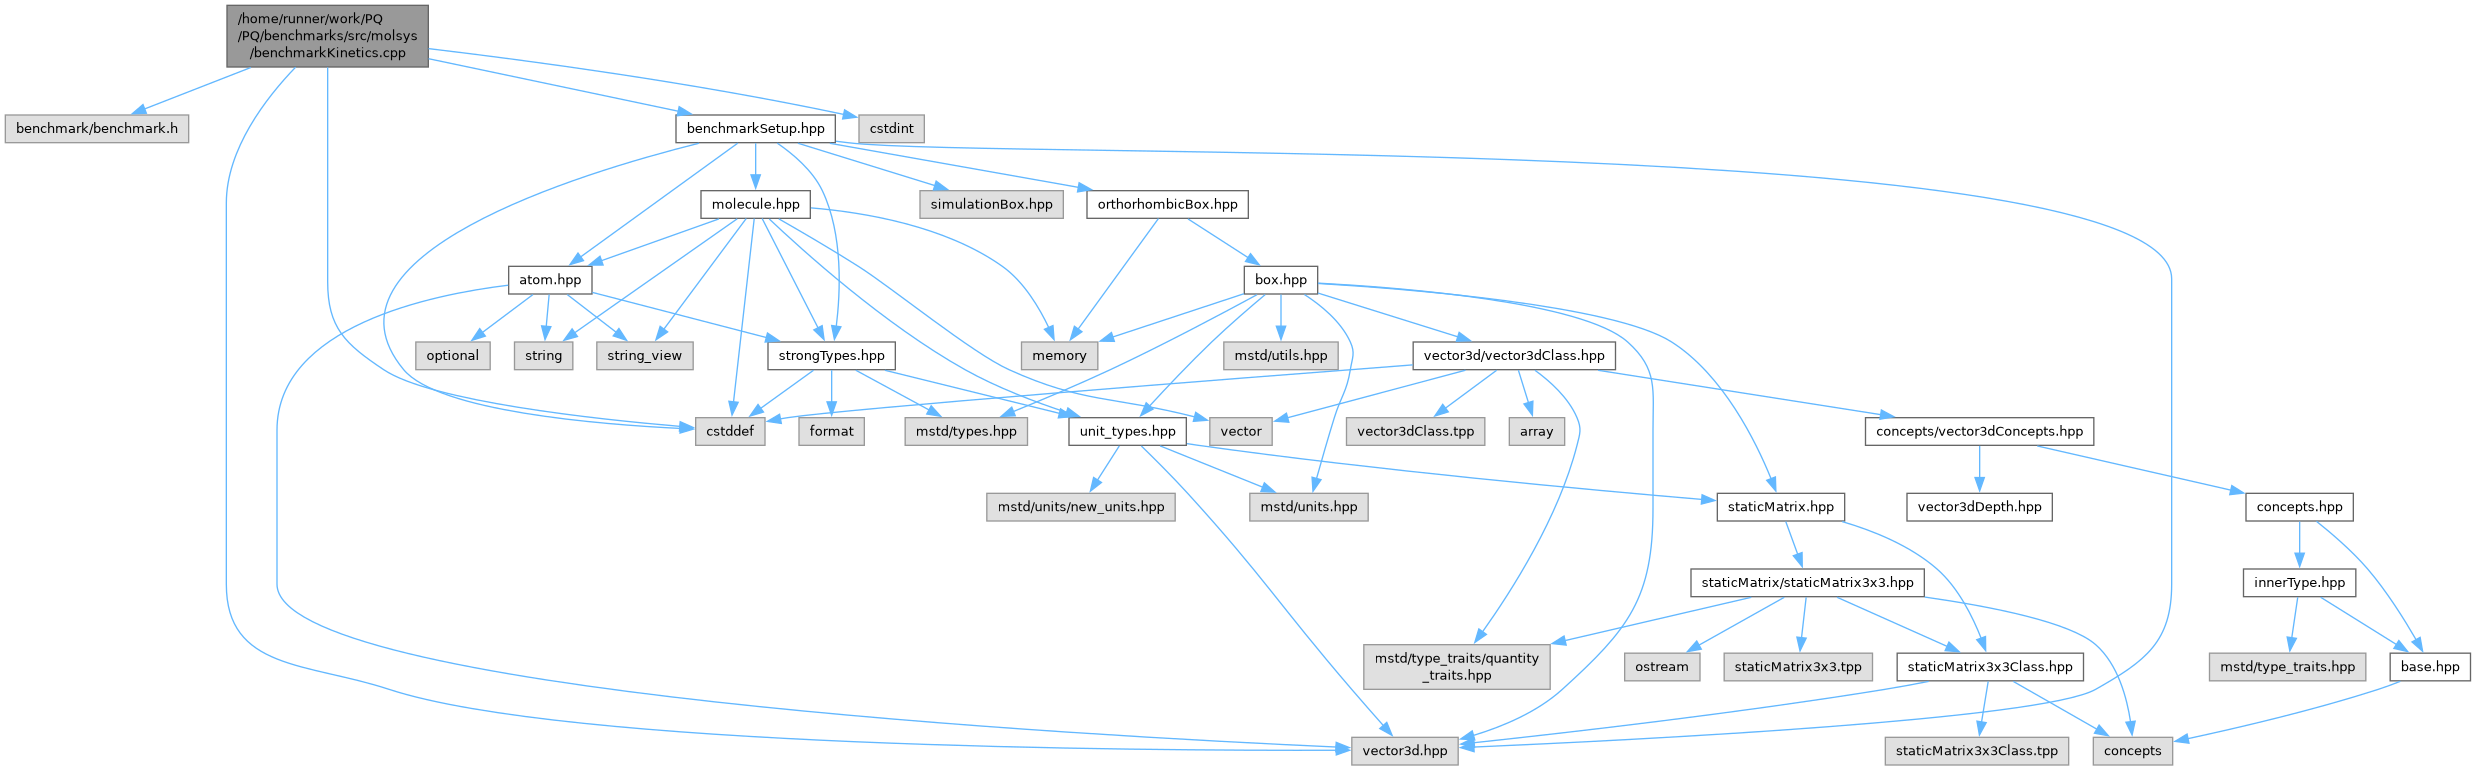 /home/runner/work/PQ
/PQ/benchmarks/src/molsys
/benchmarkKinetics.cpp
benchmark/benchmark.h
benchmarkSetup.hpp
cstdint
molecule.hpp
simulationBox.hpp
orthorhombicBox.hpp
atom.hpp
box.hpp
optional
string
string_view
strongTypes.hpp
memory
mstd/utils.hpp
vector3d/vector3dClass.hpp
cstddef
format
mstd/types.hpp
unit_types.hpp
vector
vector3dClass.tpp
array
concepts/vector3dConcepts.hpp
mstd/units/new_units.hpp
mstd/units.hpp
staticMatrix.hpp
vector3dDepth.hpp
concepts.hpp
staticMatrix/staticMatrix3x3.hpp
innerType.hpp
mstd/type_traits/quantity
_traits.hpp
ostream
staticMatrix3x3.tpp
staticMatrix3x3Class.hpp
mstd/type_traits.hpp
base.hpp
vector3d.hpp
staticMatrix3x3Class.tpp
concepts